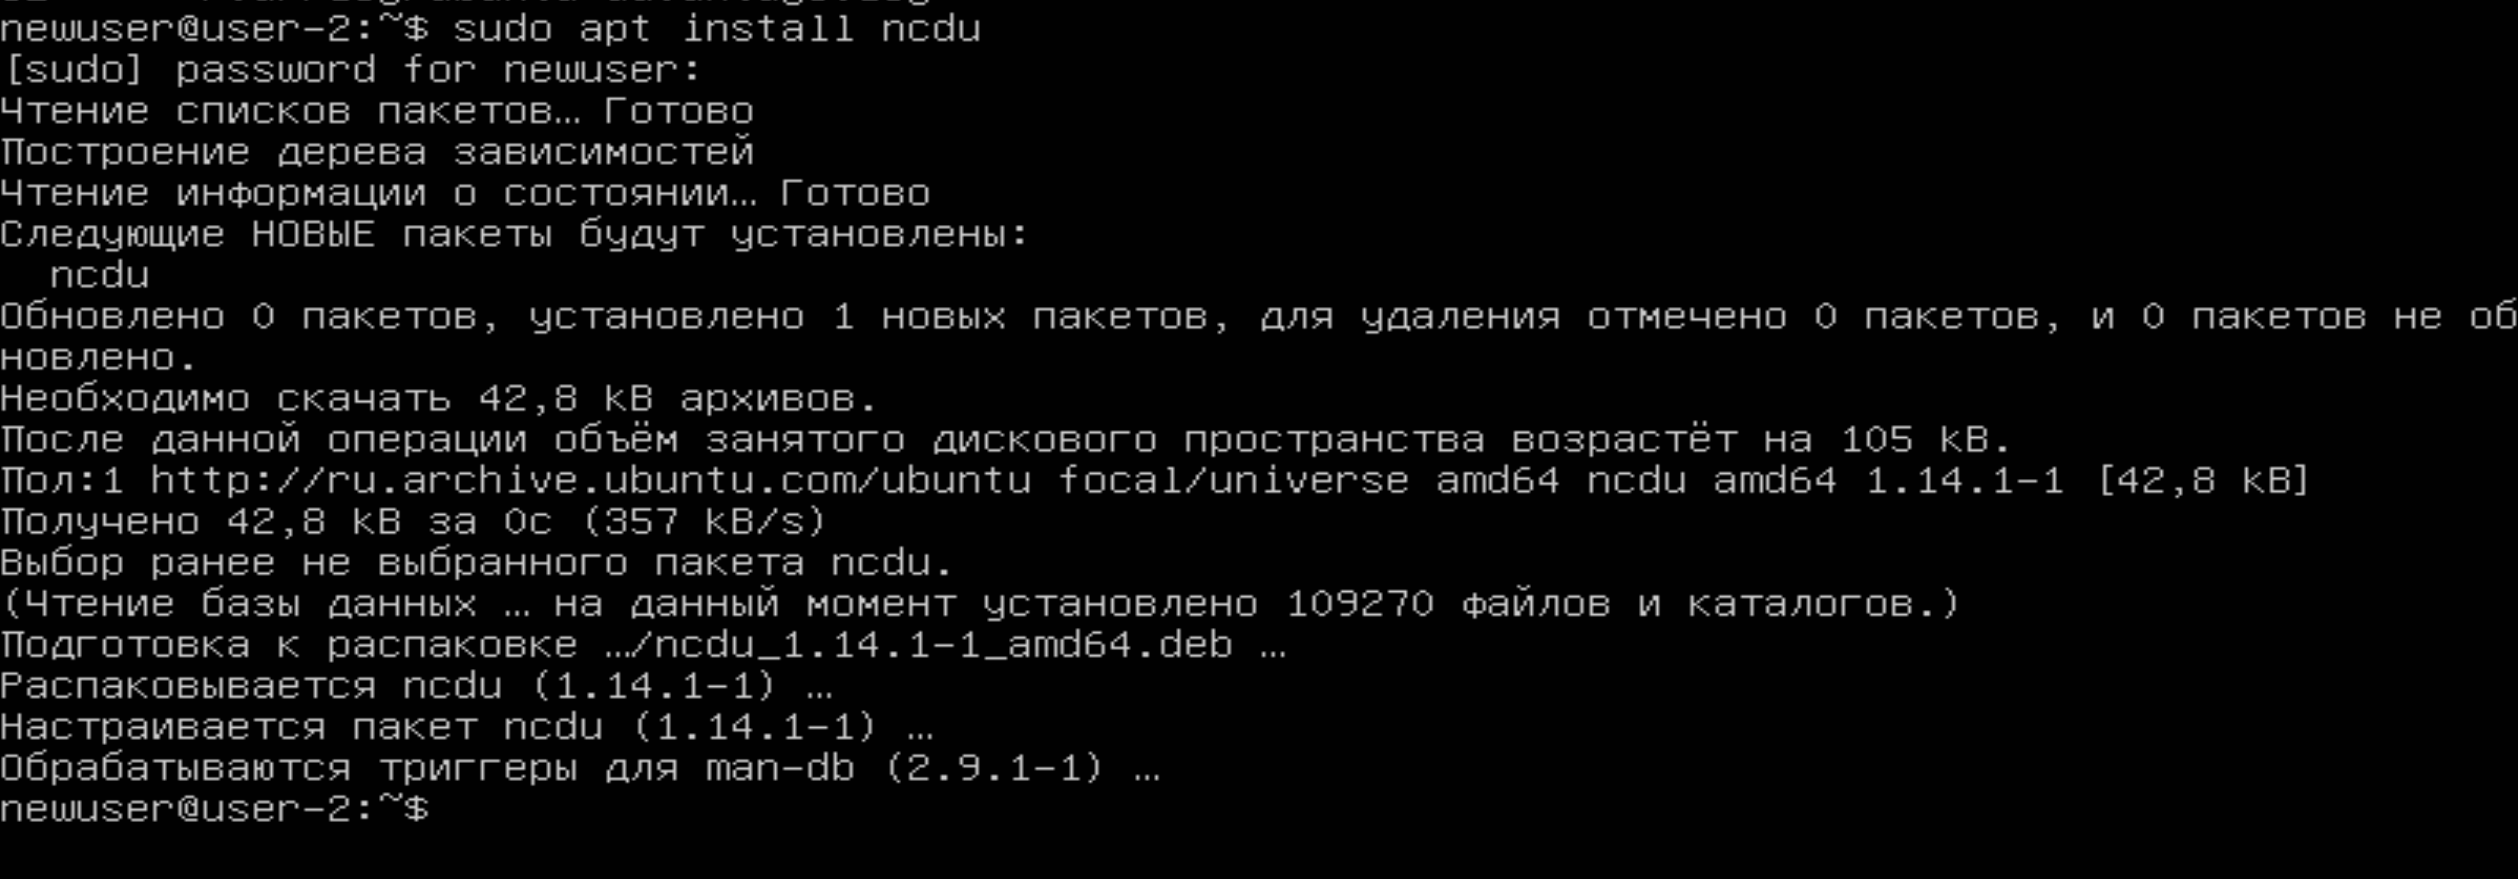 newuser@user-2:~$ sudo apt install ncdu
[sudo] password for newuser:
Чтение списков пакетов… Готово
Построение дерева зависимостей
Чтение информации о состоянии… Готово
Следующие НОВЫЕ пакеты будут установлены:
  ncdu
Обновлено 0 пакетов, установлено 1 новых пакетов, для удаления отмечено 0 пакетов, и 0 пакетов не об
новлено.
Необходимо скачать 42,8 kB архивов.
После данной операции объём занятого дискового пространства возрастёт на 105 kB.
Пол:1 http://ru.archive.ubuntu.com/ubuntu focal/universe amd64 ncdu amd64 1.14.1-1 [42,8 kB]
Получено 42,8 kB за 0с (357 kB/s)
Выбор ранее не выбранного пакета ncdu.
(Чтение базы данных … на данный момент установлено 109270 файлов и каталогов.)
Подготовка к распаковке …/ncdu_1.14.1-1_amd64.deb …
Распаковывается ncdu (1.14.1-1) …
Настраивается пакет ncdu (1.14.1-1) …
Обрабатываются триггеры для man-db (2.9.1-1) …
newuser@user-2:~$